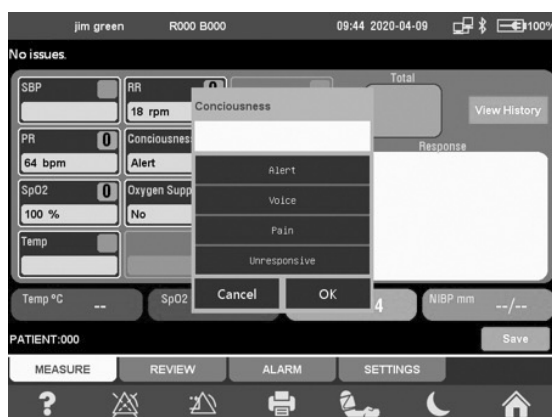 jim green R000 B000 09:44 2020-04-09 100%
No issues.
SBP RR 0 Total
18 rpm Conciousness View History
PR 0 Conciousnes Response
64 bpm Alert Alert
SpO2 0 Oxygen Supp Voice
100 % No Pain
Temp Unresponsive
Temp °C -- SpO2 Cancel OK 4 NIBP mm --/--
PATIENT:000 Save
MEASURE REVIEW ALARM SETTINGS
?